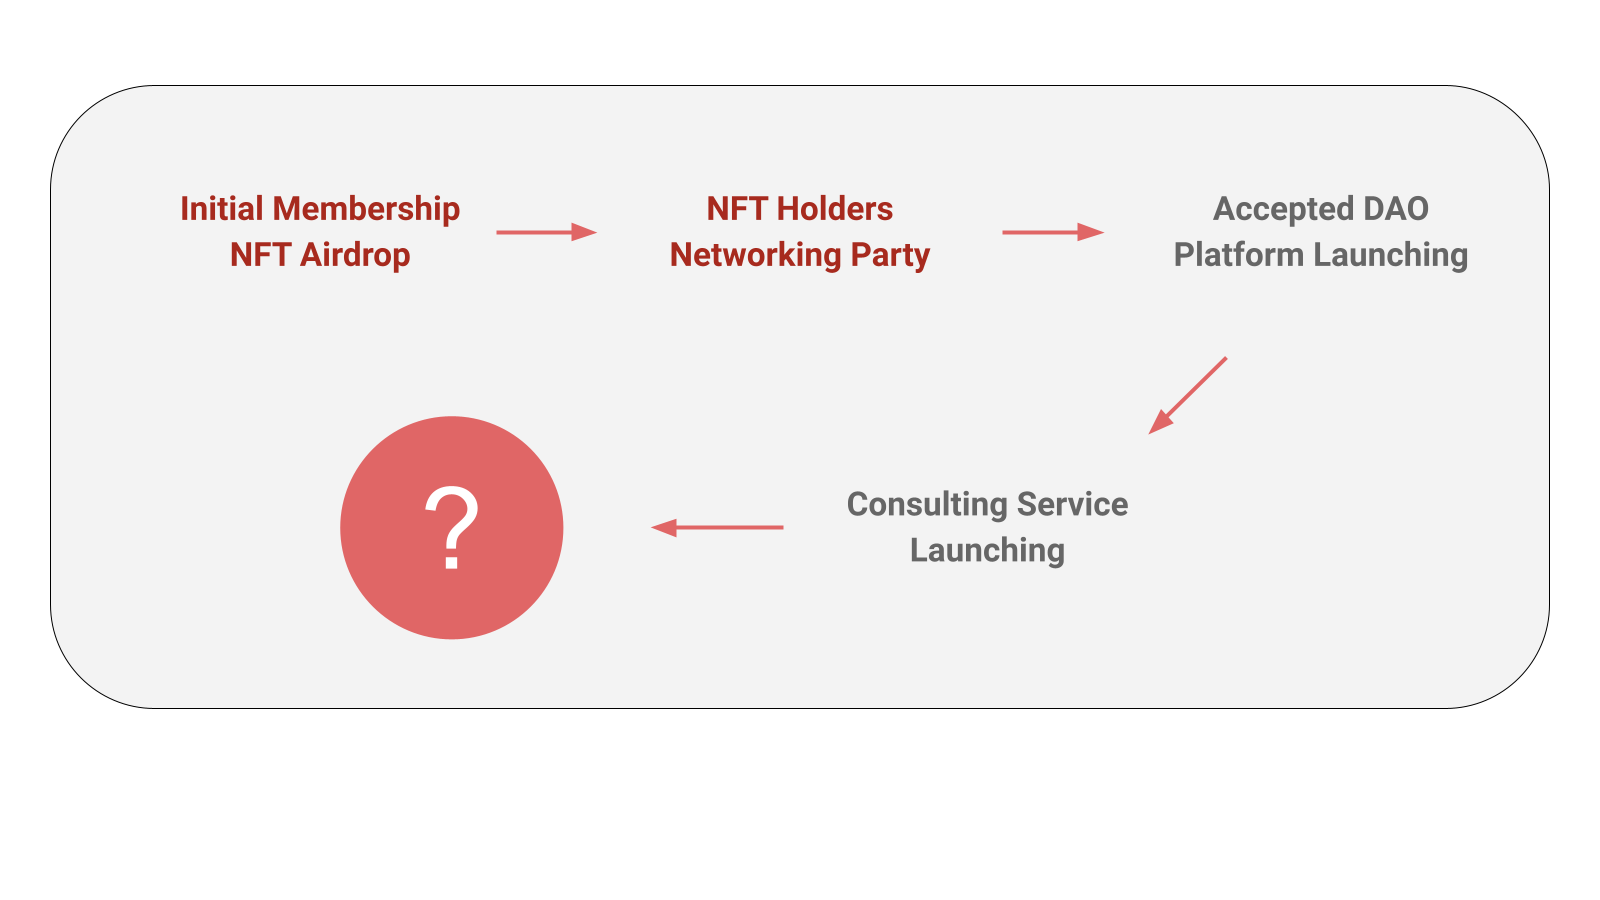 Initial Membership
NFT Airdrop
NFT Holders
Networking Party
Accepted DAO
Platform Launching
Consulting Service
Launching
?